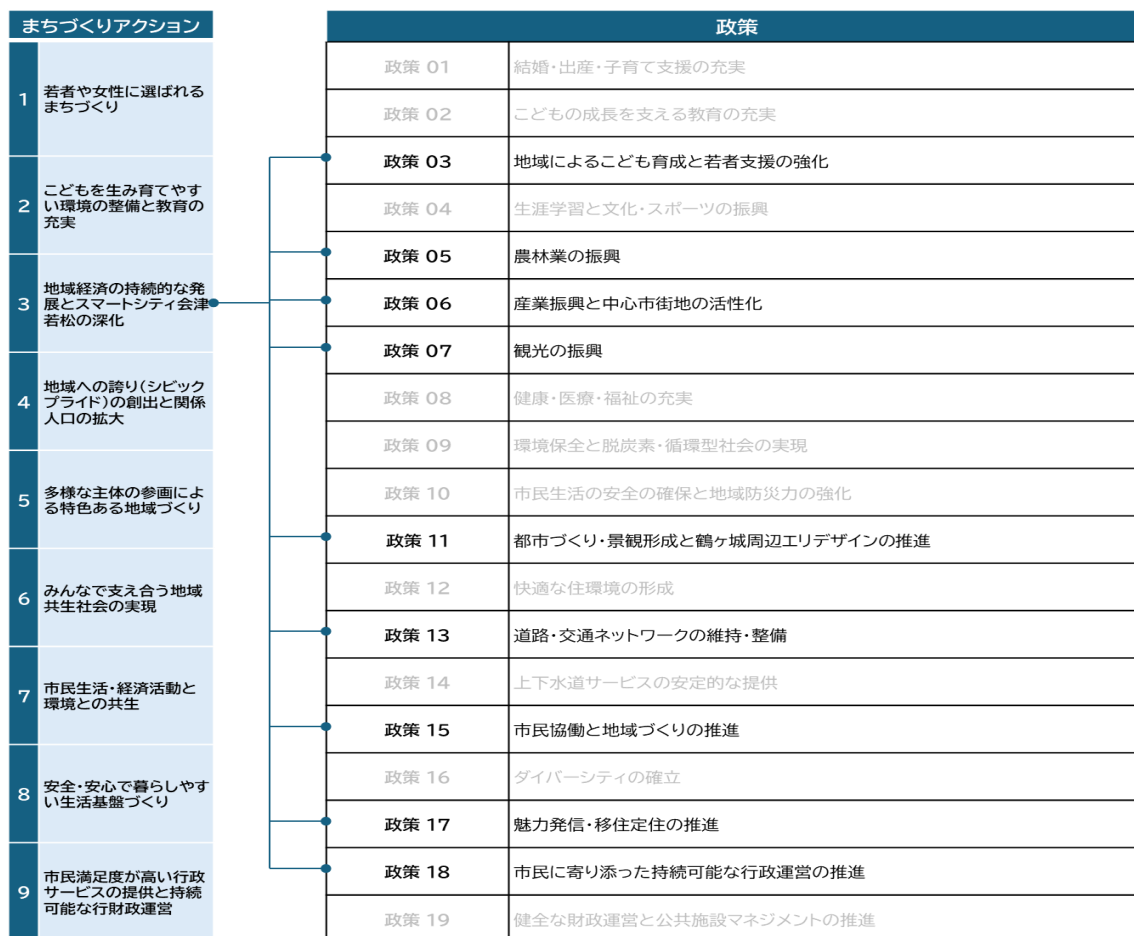 まちづくりアクション
1
若者や女性に選ばれる
まちづくり
2
こどもを生み育てやす
い環境の整備と教育の
充実
3
地域経済の持続的な発
展とスマートシティ会津
若松の深化
4
地域への誇り(シビック
プライド)の創出と関係
人口の拡大
5
多様な主体の参画によ
る特色ある地域づくり
6
みんなで支え合う地域
共生社会の実現
7
市民生活・経済活動と
環境との共生
8
安全・安心で暮らしやす
い生活基盤づくり
9
市民満足度が高い行政
サービスの提供と持続
可能な行財政運営
政策
政策 01 結婚・出産・子育て支援の充実
政策 02 こどもの成長を支える教育の充実
政策 03 地域によるこども育成と若者支援の強化
政策 04 生涯学習と文化・スポーツの振興
政策 05 農林業の振興
政策 06 産業振興と中心市街地の活性化
政策 07 観光の振興
政策 08 健康・医療・福祉の充実
政策 09 環境保全と脱炭素・循環型社会の実現
政策 10 市民生活の安全の確保と地域防災力の強化
政策 11 都市づくり・景観形成と鶴ヶ城周辺エリデザインの推進
政策 12 快適な住環境の形成
政策 13 道路・交通ネットワークの維持・整備
政策 14 上下水道サービスの安定的な提供
政策 15 市民協働と地域づくりの推進
政策 16 ダイバーシティの確立
政策 17 魅力発信・移住定住の推進
政策 18 市民に寄り添った持続可能な行政運営の推進
政策 19 健全な財政運営と公共施設マネジメントの推進